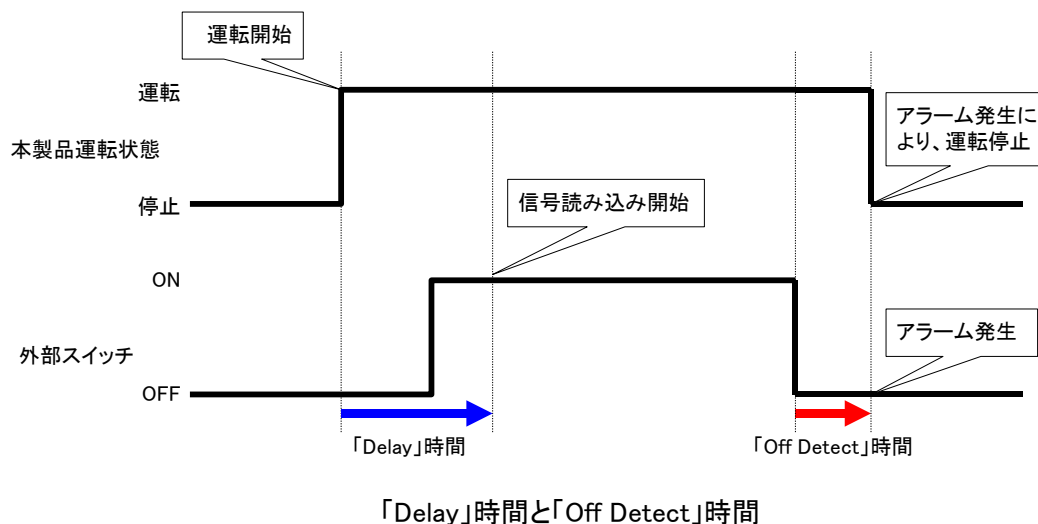 運転開始
運転
本製品運転状態
停止
アラーム発生に
より、運転停止
信号読み込み開始
ON
外部スイッチ
OFF
アラーム発生
「Delay」時間
「Off Detect」時間
「Delay」時間と「Off Detect」時間